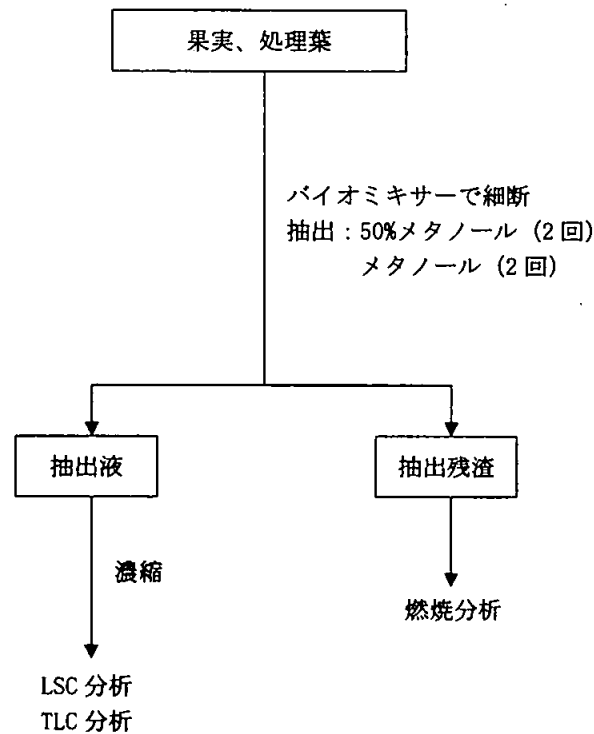 果実、処理葉
バイオミキサーで細断
抽出：50%メタノール（2回）
メタノール（2回）
抽出液
抽出残渣
濃縮
燃焼分析
LSC 分析
TLC 分析